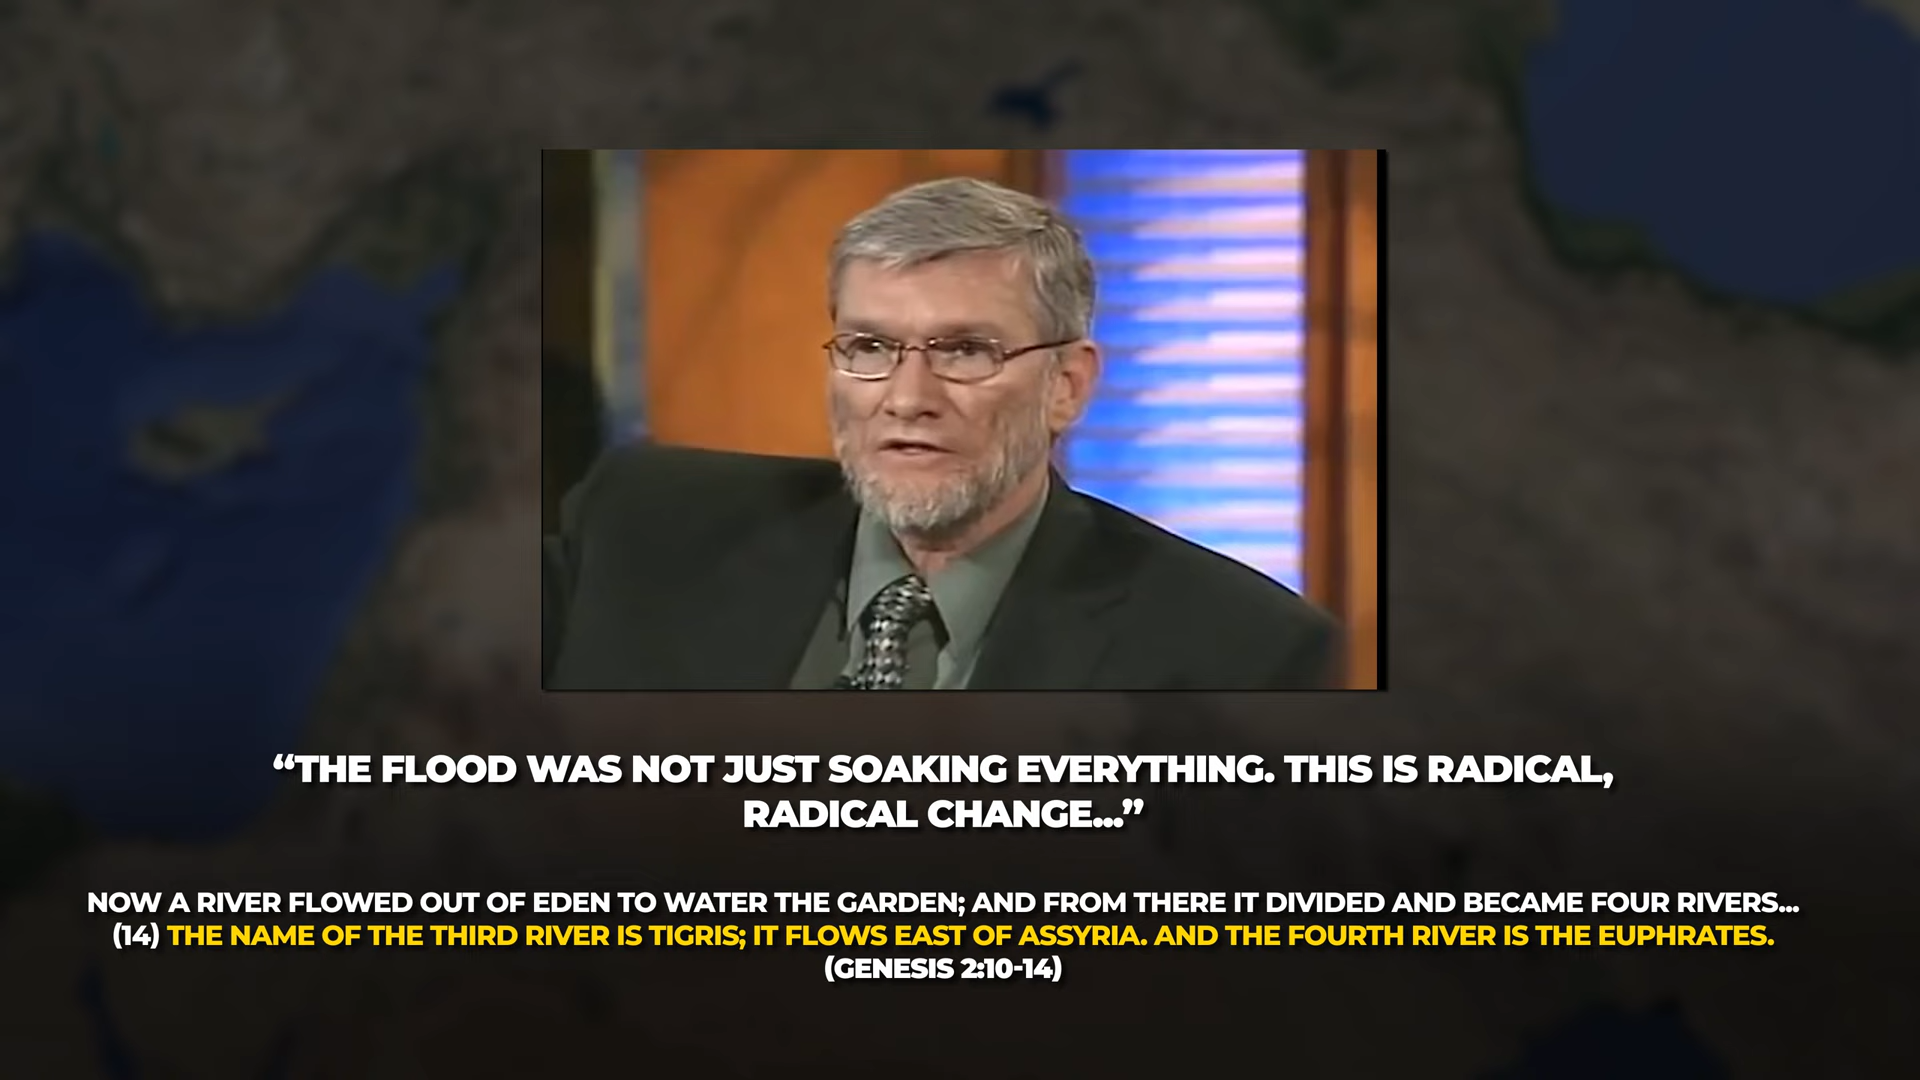 “THE FLOOD WAS NOT JUST SOAKING EVERYTHING. THIS IS RADICAL,
RADICAL CHANGE...”
NOW A RIVER FLOWED OUT OF EDEN TO WATER THE GARDEN; AND FROM THERE IT DIVIDED AND BECAME FOUR RIVERS...
(14) THE NAME OF THE THIRD RIVER IS TIGRIS; IT FLOWS EAST OF ASSYRIA. AND THE FOURTH RIVER IS THE EUPHRATES.
(GENESIS 2:10-14)